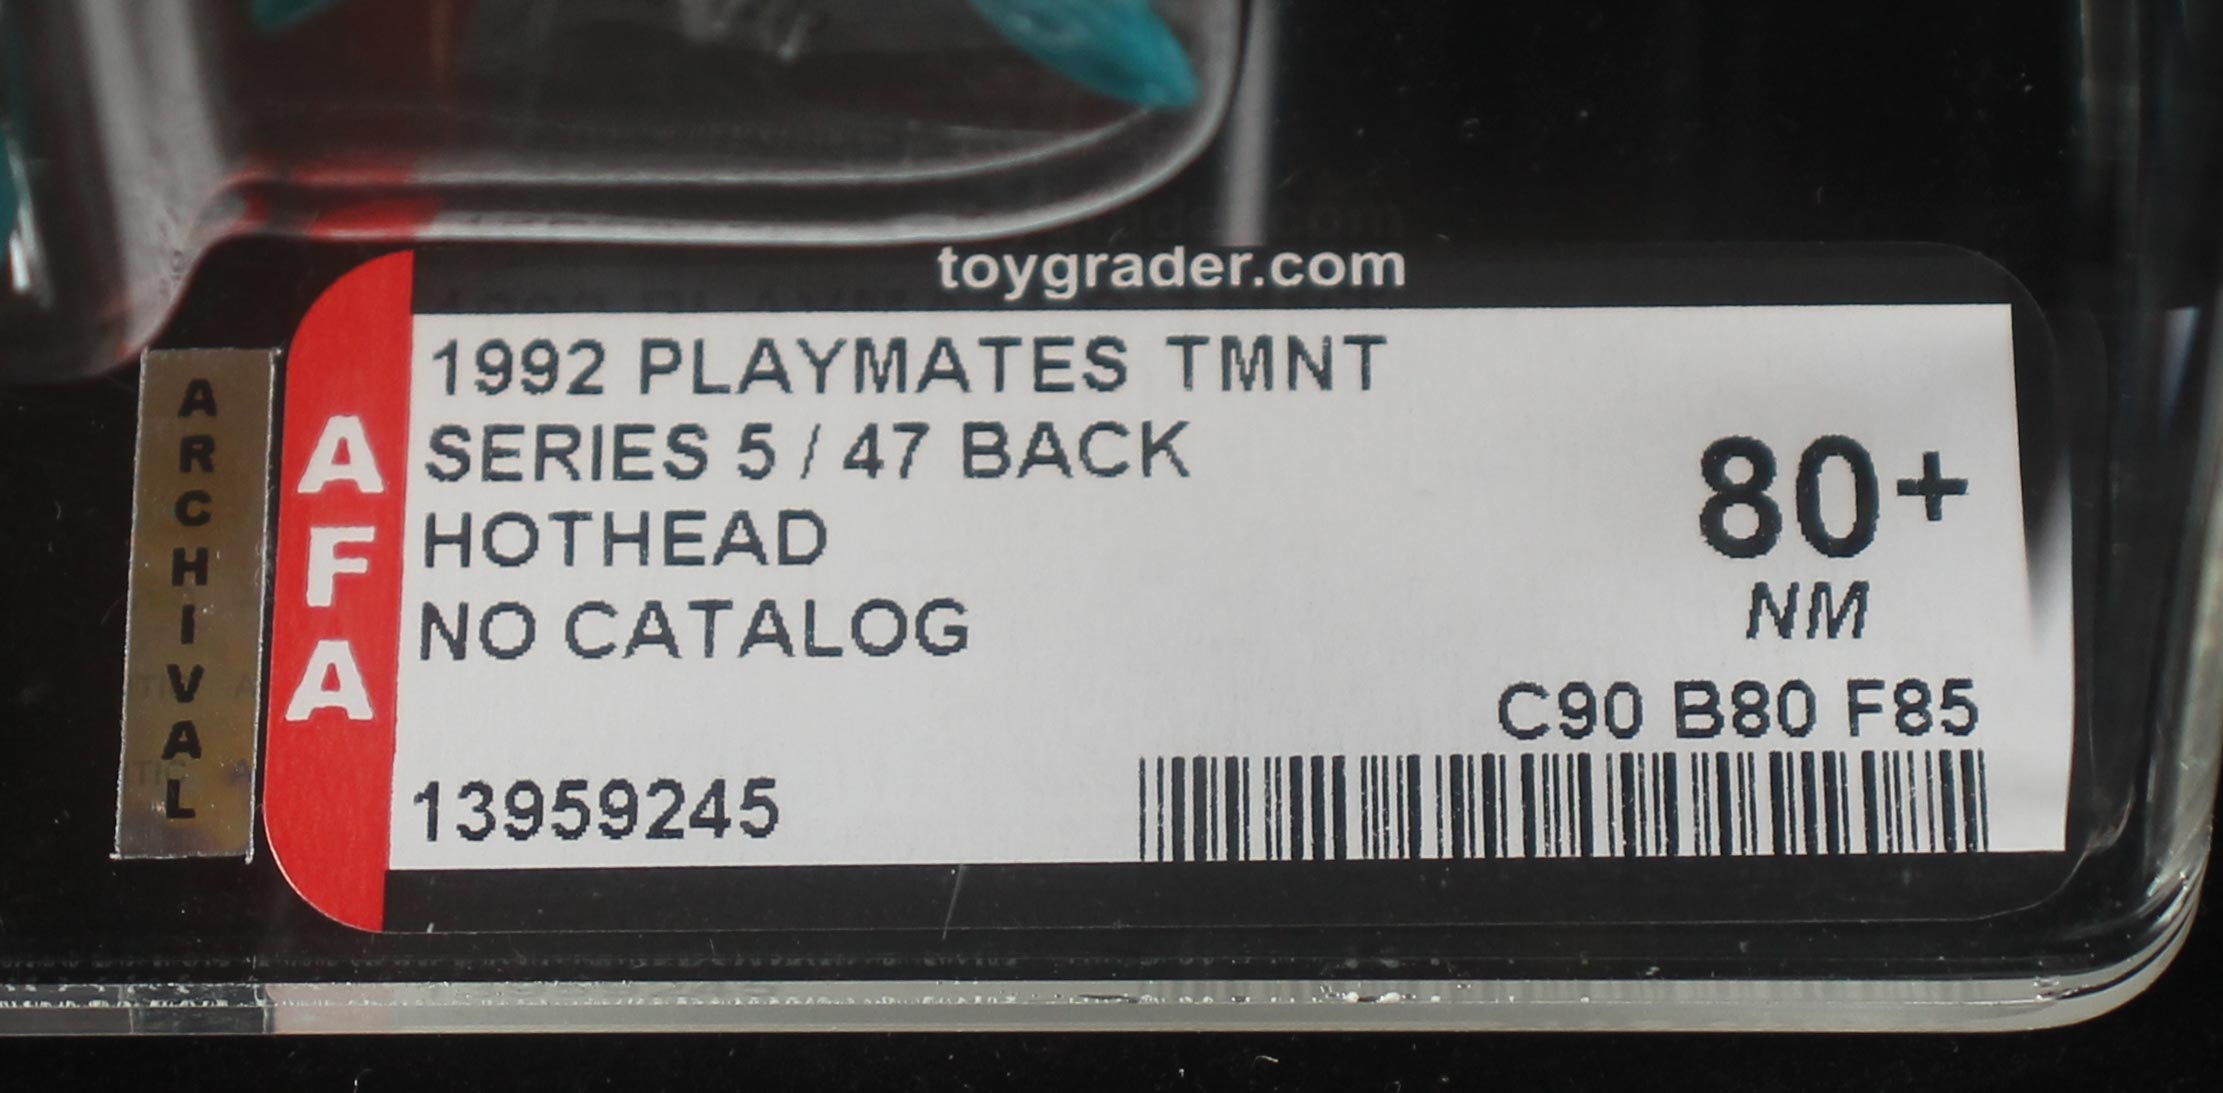 toygrader.com
ARCHIVAL
AFA
1992 PLAYMATES TMNT
SERIES 5 / 47 BACK
HOTHEAD
NO CATALOG
80+
NM
C90 B80 F85
13959245